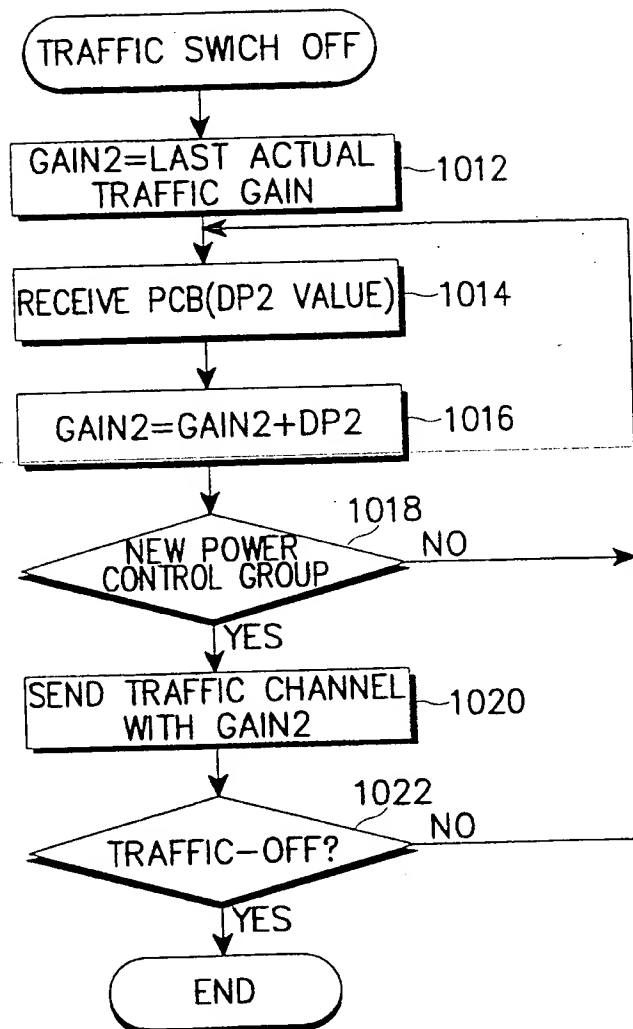 TRAFFIC SWICH OFF
GAIN2=LAST ACTUAL
TRAFFIC GAIN
1012
RECEIVE PCB(DP2 VALUE)
1014
GAIN2=GAIN2+DP2
1016
1018
NEW POWER
CONTROL GROUP
NO
YES
SEND TRAFFIC CHANNEL
WITH GAIN2
1020
1022
TRAFFIC-OFF?
NO
YES
END